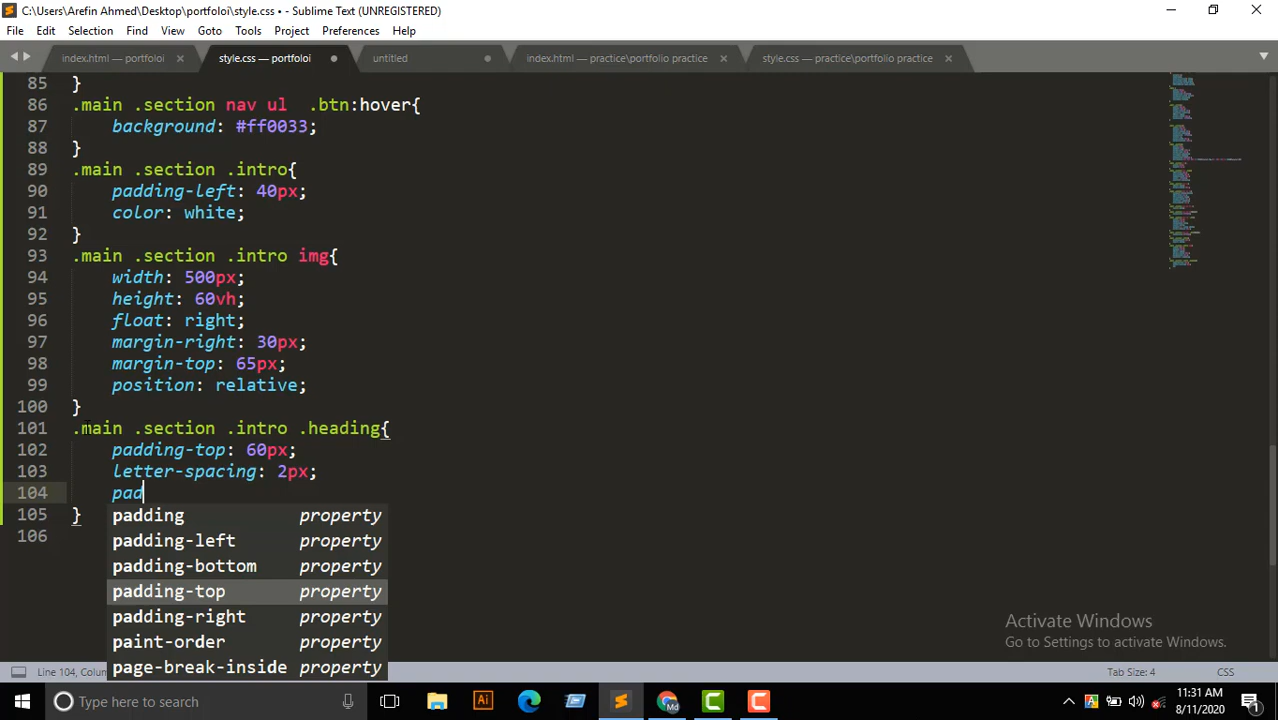 C:\Users\Arefin Ahmed\Desktop\portfoloi\style.css • - Sublime Text (UNREGISTERED)
File Edit Selection Find View Goto Tools Project Preferences Help
index.html — portfoloi style.css — portfoloi untitled index.html — practice\portfolio practice style.css — practice\portfolio practice
85 }
86 .main .section nav ul  .btn:hover{
87 background: #ff0033;
88 }
89 .main .section .intro{
90 padding-left: 40px;
91 color: white;
92 }
93 .main .section .intro img{
94 width: 500px;
95 height: 60vh;
96 float: right;
97 margin-right: 30px;
98 margin-top: 65px;
99 position: relative;
100 }
101 .main .section .intro .heading{
102 padding-top: 60px;
103 letter-spacing: 2px;
104 pad
105 }
106
padding property
padding-left property
padding-bottom property
padding-top property
padding-right property
paint-order property
page-break-inside property
Activate Windows
Go to Settings to activate Windows.
Line 104, Colu
Tab Size: 4 CSS
Type here to search
11:31 AM
8/11/2020